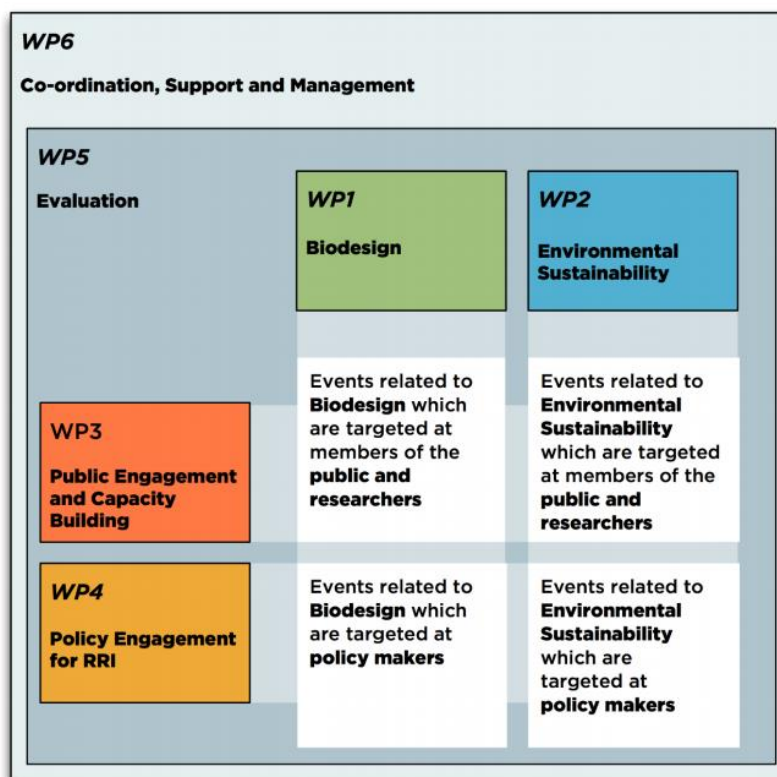 WP6
Co-ordination, Support and Management
WP5
Evaluation
WP1
Biodesign
WP2
Environmental
Sustainability
WP3
Public Engagement
and Capacity
Building
Events related to
Biodesign which
are targeted at
members of the
public and
researchers
Events related to
Environmental
Sustainability
which are targeted
at members of the
public and
researchers
WP4
Policy Engagement
for RRI
Events related to
Biodesign which
are targeted at
policy makers
Events related to
Environmental
Sustainability
which are
targeted at
policy makers